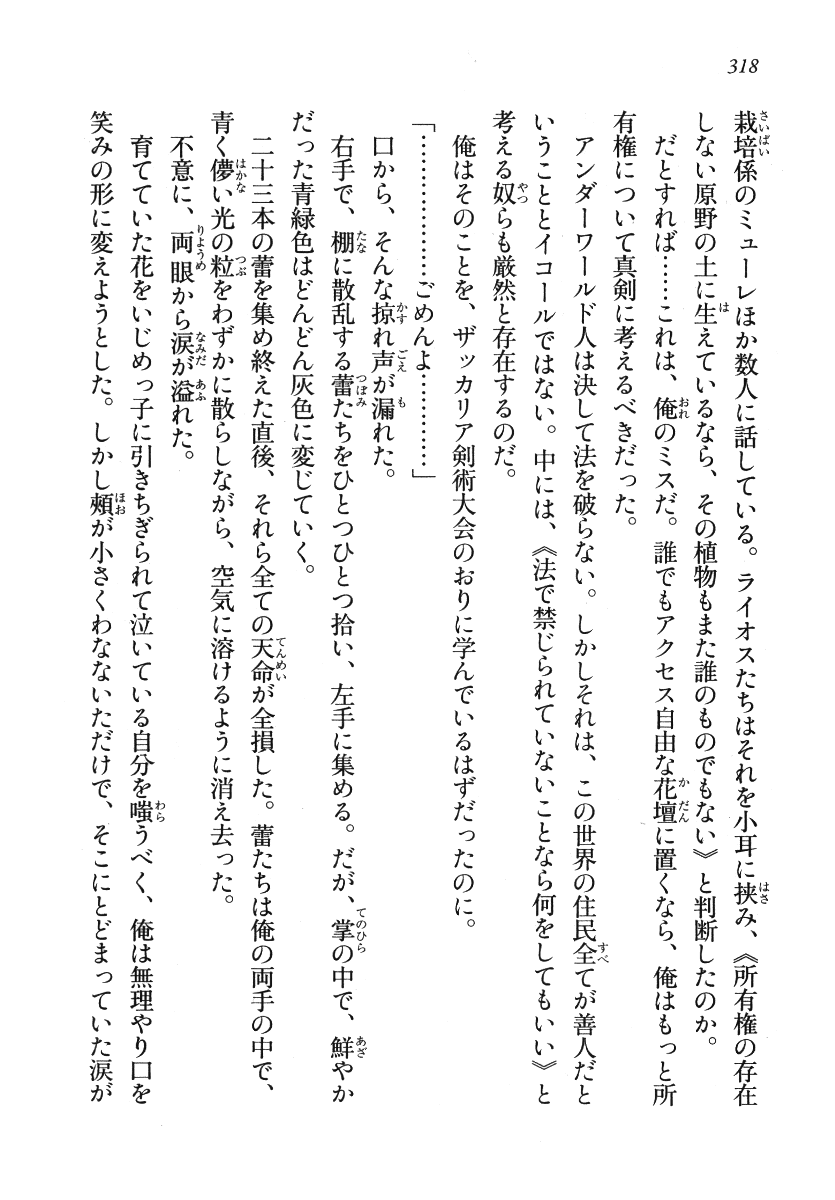 318
栽培係のミューレほか数人に話している。ライオスたちはそれを小耳に挟み、《所有権の存在
しない原野の土に生えているなら、その植物もまた誰のものでもない》と判断したのか。
だとすれば……これは、俺のミスだ。誰でもアクセス自由な花壇に置くなら、俺はもっと所
有権について真剣に考えるべきだった。
アンダーワールド人は決して法を破らない。しかしそれは、この世界の住民全てが善人だと
いうこととイコールではない。中には、《法で禁じられていないことなら何をしてもいい》と
考える奴らも厳然と存在するのだ。
俺はそのことを、ザッカリア剣術大会のおりに学んでいるはずだったのに。
「…………………ごめんよ…………」
口から、そんな掠れ声が漏れた。
右手で、棚に散乱する蕾たちをひとつひとつ拾い、左手に集める。だが、掌の中で、鮮やか
だった青緑色はどんどん灰色に変じていく。
二十三本の蕾を集め終えた直後、それら全ての天命が全損した。蕾たちは俺の両手の中で、
青く儚い光の粒をわずかに散らしながら、空気に溶けるように消え去った。
不意に、両眼から涙が溢れた。
育てていた花をいじめっ子に引きちぎられて泣いている自分を嗤うべく、俺は無理やり口を
笑みの形に変えようとした。しかし頰が小さくわなないただけで、そこにとどまっていた涙が